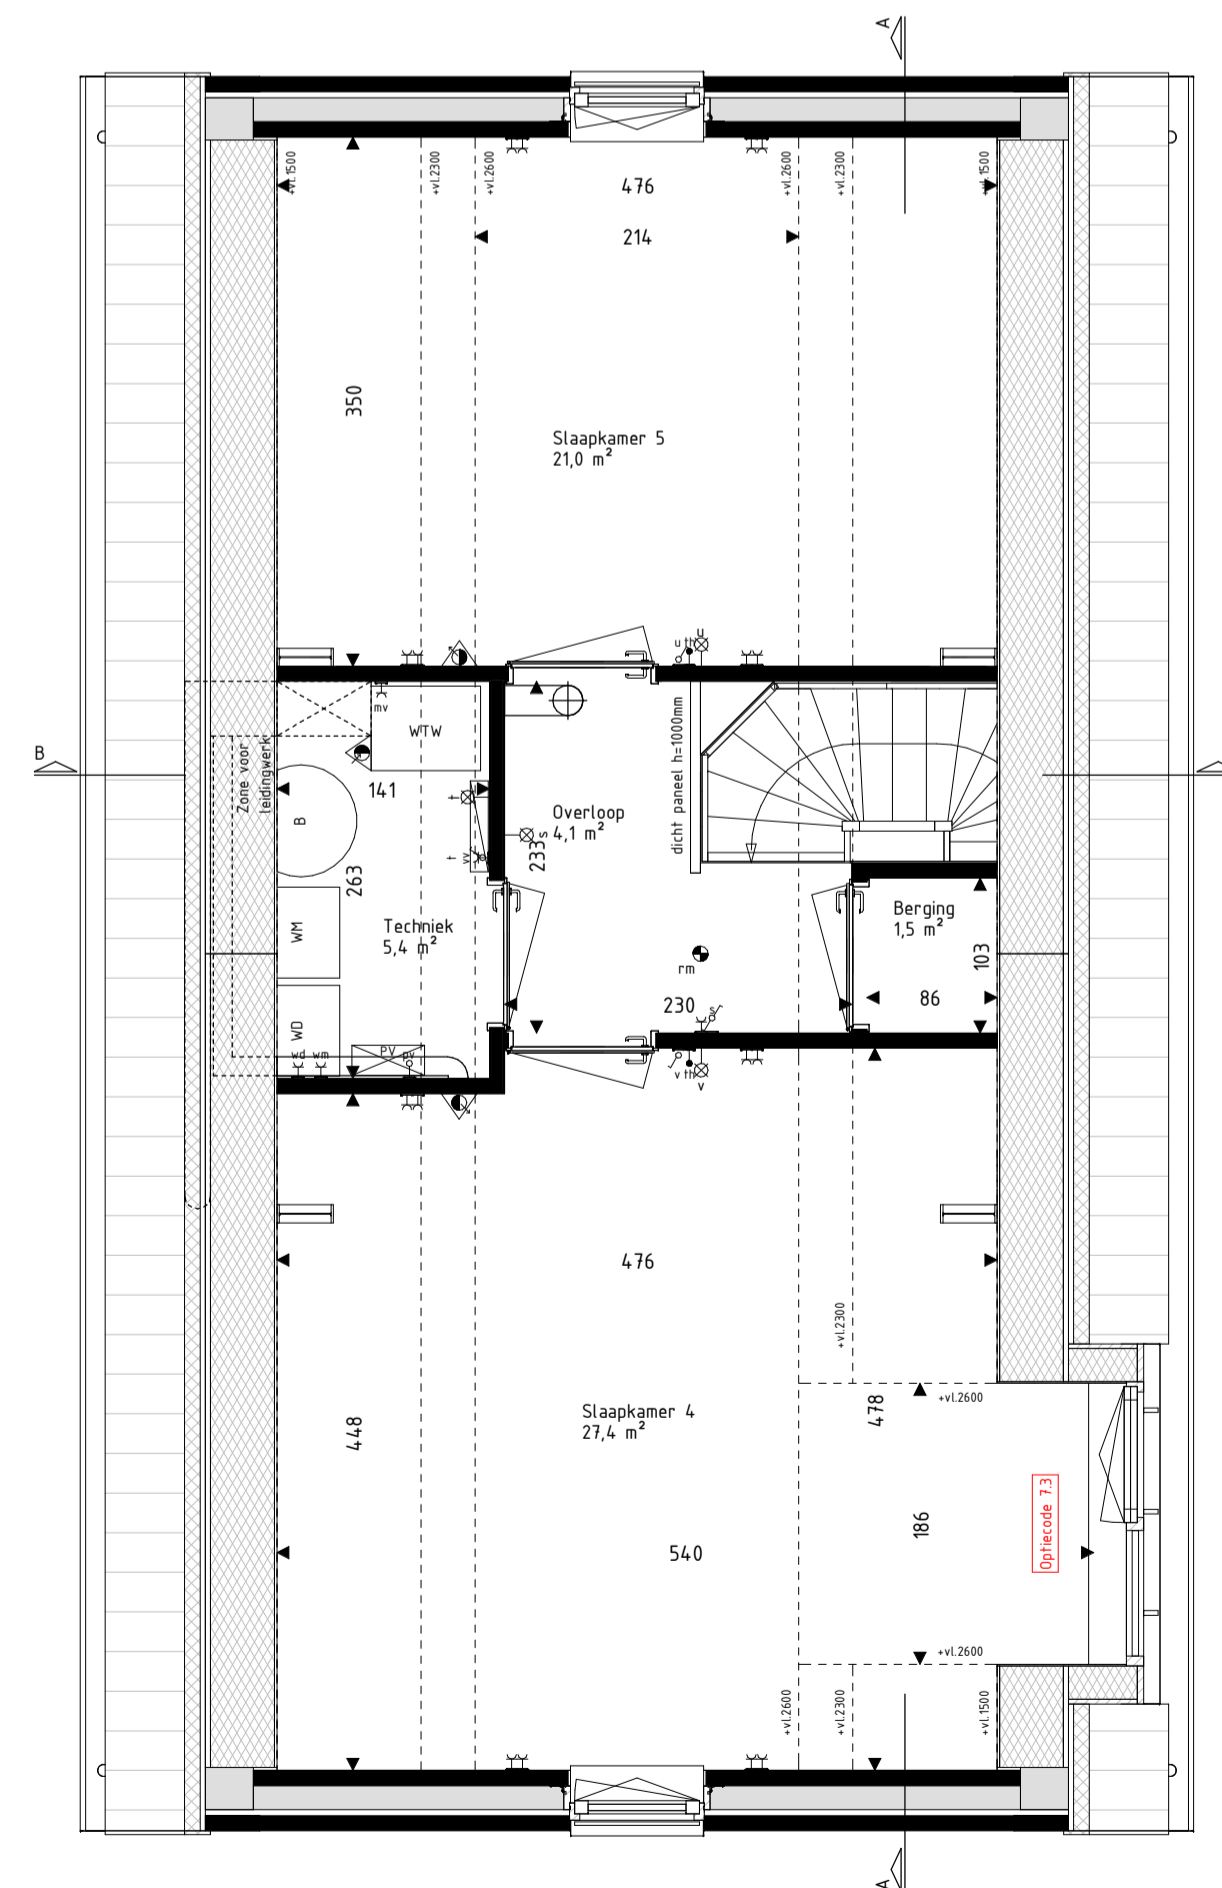 A
+vl.1500
+vl.2300
+vl.2600
476
+vl.2600
+vl.2300
+vl.1500
214
350
Slaapkamer 5
21,0 m²
u th
u
mv
WTW
B
Zone voor
leidingwerk
141
B
t
t
vv
s
Overloop
4,1 m²
233
dicht paneel h=1000mm
263
WM
Techniek
5,4 m²
Berging
1,5 m²
103
rm
230
86
WD
wd
wm
PV
pv
s
v th
v
476
+vl.2300
+vl.2600
478
448
Slaapkamer 4
27,4 m²
186
Optiecode 7.3
540
+vl.2600
+vl.2600
+vl.2300
+vl.1500
A